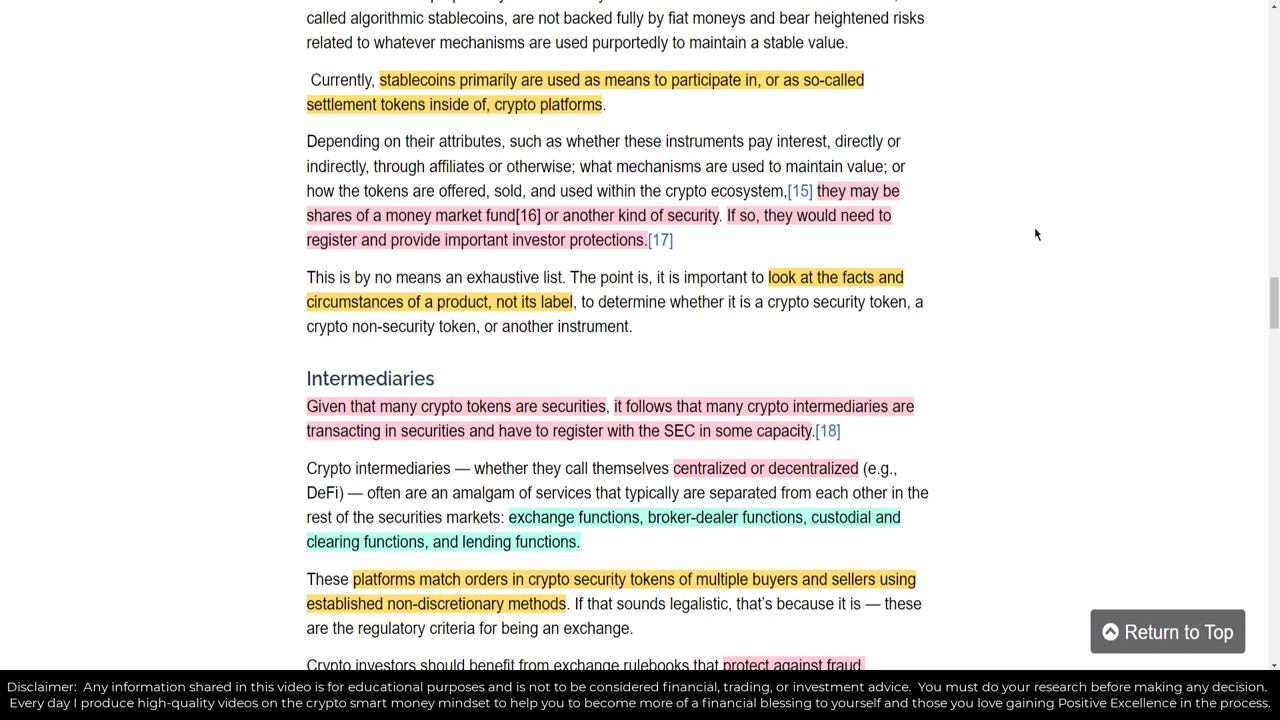 called algorithmic stablecoins, are not backed fully by fiat moneys and bear heightened risks
related to whatever mechanisms are used purportedly to maintain a stable value.
Currently, stablecoins primarily are used as means to participate in, or as so-called
settlement tokens inside of, crypto platforms.
Depending on their attributes, such as whether these instruments pay interest, directly or
indirectly, through affiliates or otherwise; what mechanisms are used to maintain value; or
how the tokens are offered, sold, and used within the crypto ecosystem,[15] they may be
shares of a money market fund[16] or another kind of security. If so, they would need to
register and provide important investor protections.[17]
This is by no means an exhaustive list. The point is, it is important to look at the facts and
circumstances of a product, not its label, to determine whether it is a crypto security token, a
crypto non-security token, or another instrument.
Intermediaries
Given that many crypto tokens are securities, it follows that many crypto intermediaries are
transacting in securities and have to register with the SEC in some capacity.[18]
Crypto intermediaries — whether they call themselves centralized or decentralized (e.g.,
DeFi) — often are an amalgam of services that typically are separated from each other in the
rest of the securities markets: exchange functions, broker-dealer functions, custodial and
clearing functions, and lending functions.
These platforms match orders in crypto security tokens of multiple buyers and sellers using
established non-discretionary methods. If that sounds legalistic, that's because it is — these
are the regulatory criteria for being an exchange.
Crypto investors should benefit from exchange rulebooks that protect against fraud,
Return to Top
Disclaimer: Any information shared in this video is for educational purposes and is not to be considered financial, trading, or investment advice. You must do your research before making any decision.
Every day I produce high-quality videos on the crypto smart money mindset to help you to become more of a financial blessing to yourself and those you love gaining Positive Excellence in the process.